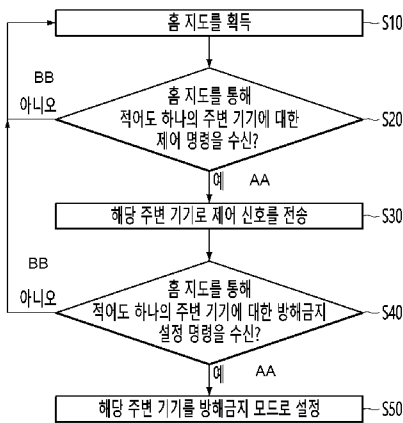 홈 지도를 획득
S10
BB
아니오
홈 지도를 통해
적어도 하나의 주변 기기에 대한
제어 명령을 수신?
S20
예
AA
해당 주변 기기로 제어 신호를 전송
S30
BB
아니오
홈 지도를 통해
적어도 하나의 주변 기기에 대한 방해금지
설정 명령을 수신?
S40
예
AA
해당 주변 기기를 방해금지 모드로 설정
S50